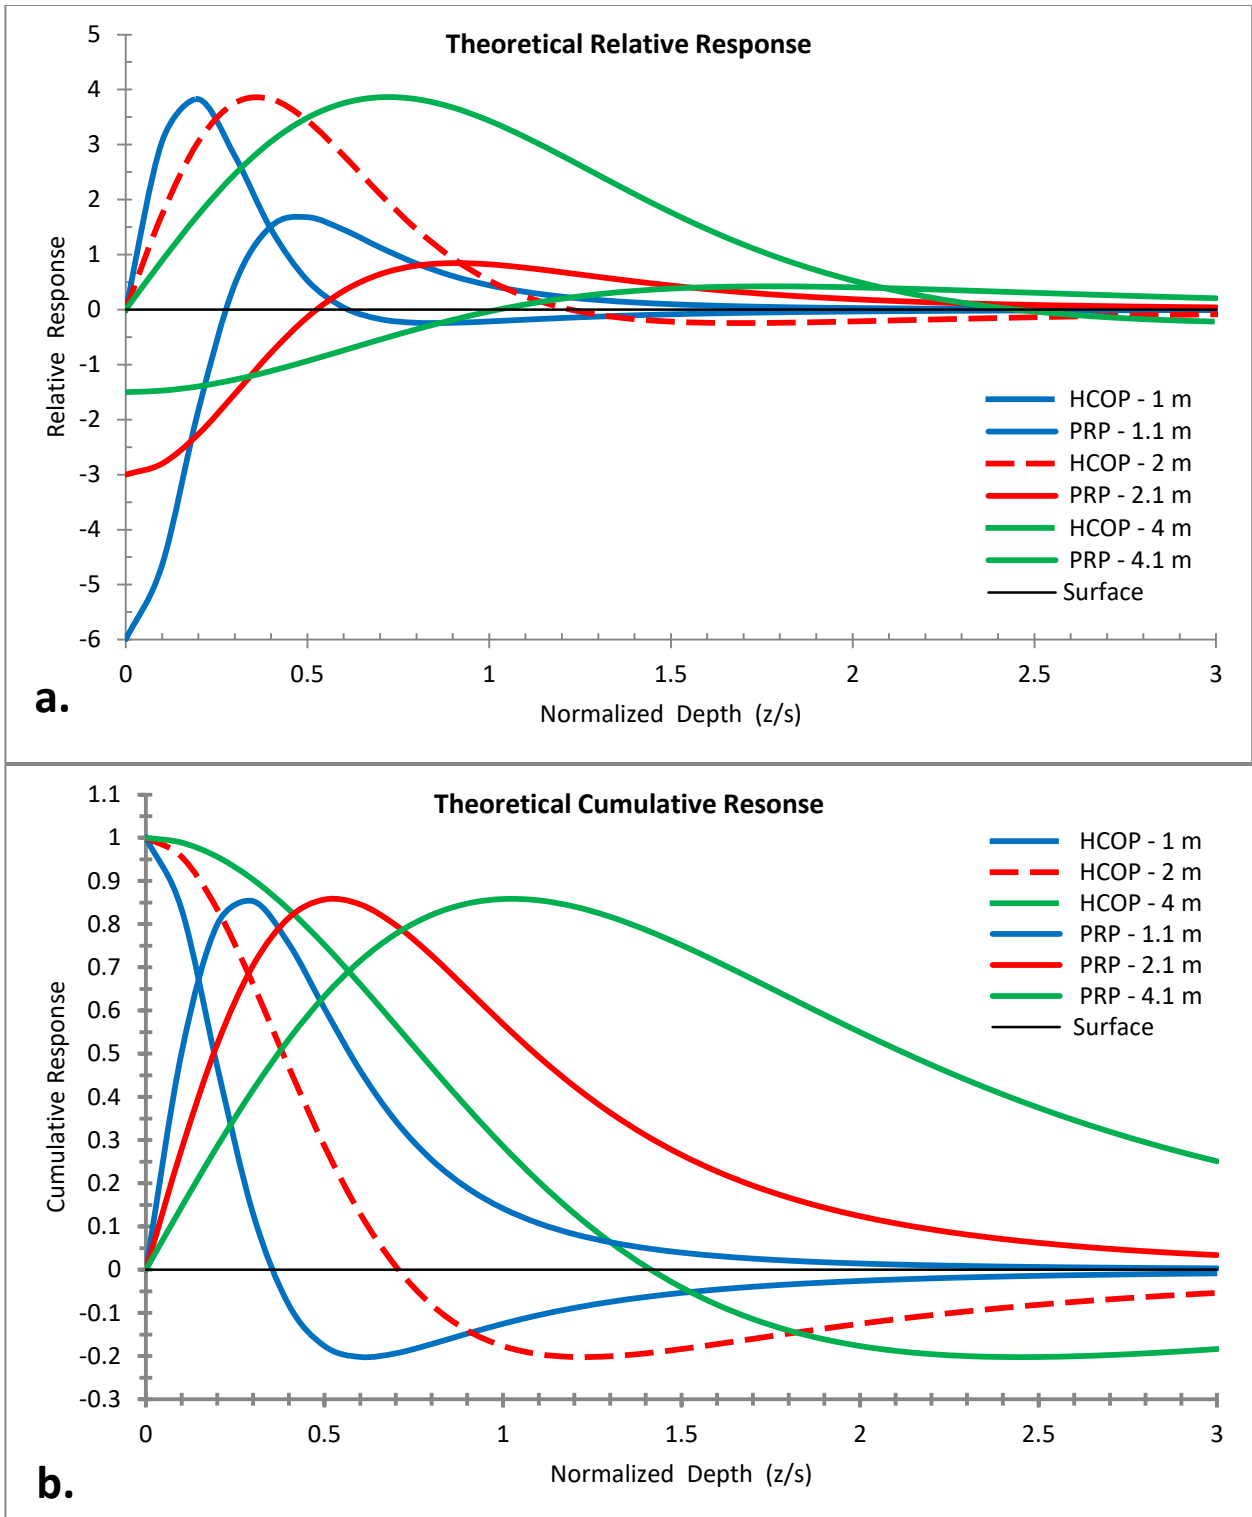 Theoretical Relative Response
5
4
3
2
1
0
-1
-2
-3
-4
-5
-6
Relative Response
HCOP - 1 m
PRP - 1.1 m
HCOP - 2 m
PRP - 2.1 m
HCOP - 4 m
PRP - 4.1 m
Surface
0 0.5 1 1.5 2 2.5 3
Normalized Depth (z/s)
a.
Theoretical Cumulative Resonse
1.1
1
0.9
0.8
0.7
0.6
0.5
0.4
0.3
0.2
0.1
0
-0.1
-0.2
-0.3
Cumulative Response
HCOP - 1 m
HCOP - 2 m
HCOP - 4 m
PRP - 1.1 m
PRP - 2.1 m
PRP - 4.1 m
Surface
0 0.5 1 1.5 2 2.5 3
Normalized Depth (z/s)
b.